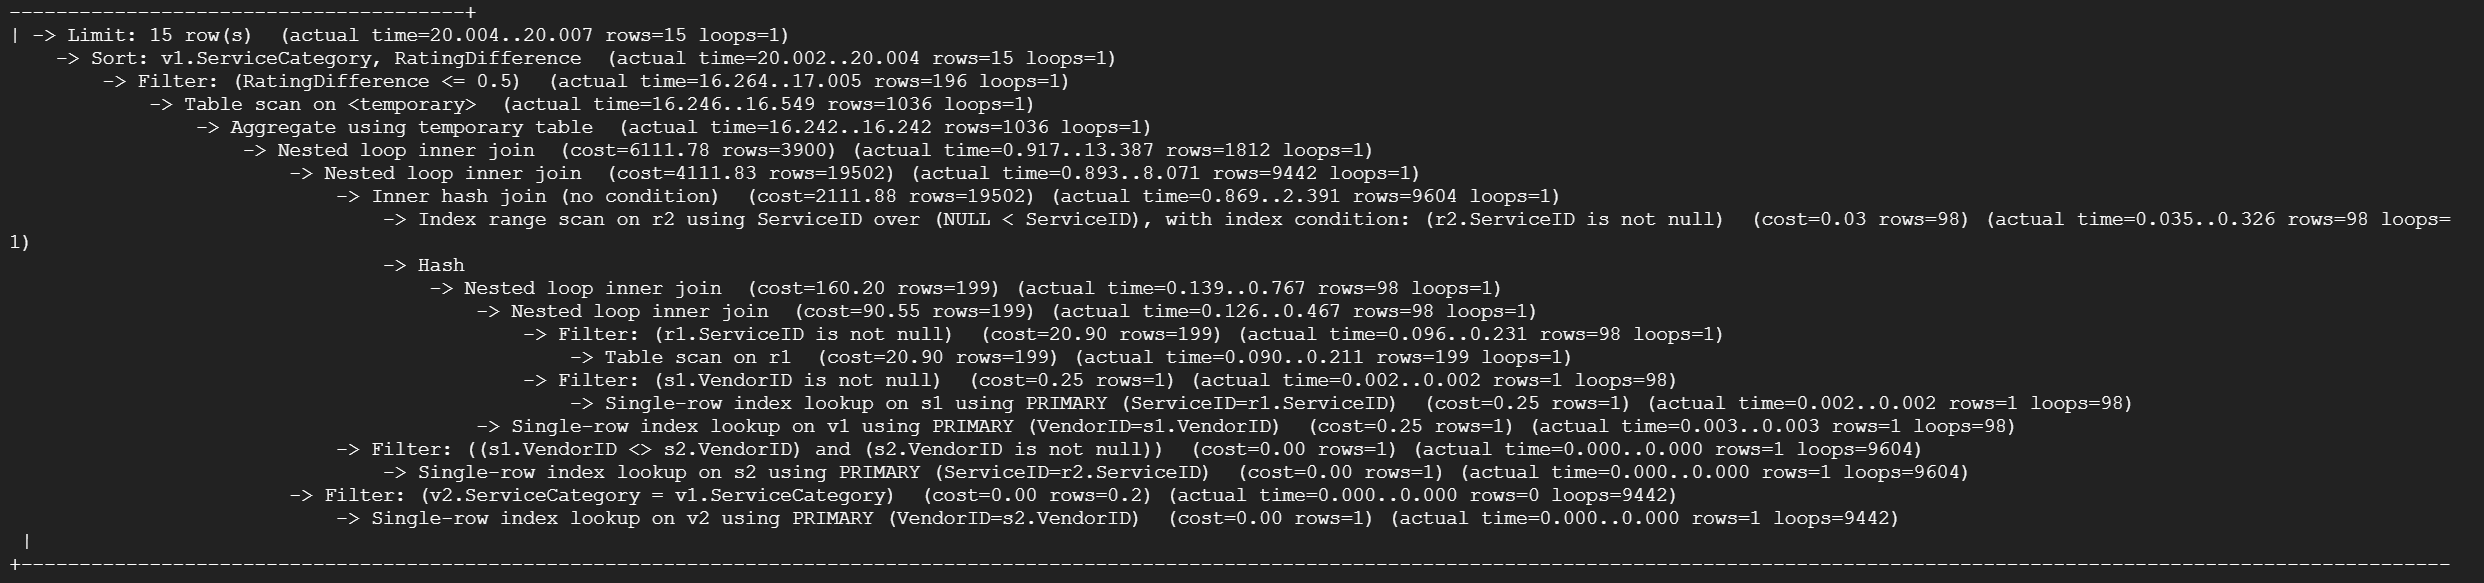 ---------------------------------------+
| -> Limit: 15 row(s)  (actual time=20.004..20.007 rows=15 loops=1)
    -> Sort: v1.ServiceCategory, RatingDifference  (actual time=20.002..20.004 rows=15 loops=1)
        -> Filter: (RatingDifference <= 0.5)  (actual time=16.264..17.005 rows=196 loops=1)
            -> Table scan on <temporary>  (actual time=16.246..16.549 rows=1036 loops=1)
                -> Aggregate using temporary table  (actual time=16.242..16.242 rows=1036 loops=1)
                    -> Nested loop inner join  (cost=6111.78 rows=3900) (actual time=0.917..13.387 rows=1812 loops=1)
                        -> Nested loop inner join  (cost=4111.83 rows=19502) (actual time=0.893..8.071 rows=9442 loops=1)
                            -> Inner hash join (no condition)  (cost=2111.88 rows=19502) (actual time=0.869..2.391 rows=9604 loops=1)
                                -> Index range scan on r2 using ServiceID over (NULL < ServiceID), with index condition: (r2.ServiceID is not null)  (cost=0.03 rows=98) (actual time=0.035..0.326 rows=98 loops=
1)
                                -> Hash
                                    -> Nested loop inner join  (cost=160.20 rows=199) (actual time=0.139..0.767 rows=98 loops=1)
                                        -> Nested loop inner join  (cost=90.55 rows=199) (actual time=0.126..0.467 rows=98 loops=1)
                                            -> Filter: (r1.ServiceID is not null)  (cost=20.90 rows=199) (actual time=0.096..0.231 rows=98 loops=1)
                                                -> Table scan on r1  (cost=20.90 rows=199) (actual time=0.090..0.211 rows=199 loops=1)
                                            -> Filter: (s1.VendorID is not null)  (cost=0.25 rows=1) (actual time=0.002..0.002 rows=1 loops=98)
                                                -> Single-row index lookup on s1 using PRIMARY (ServiceID=r1.ServiceID)  (cost=0.25 rows=1) (actual time=0.002..0.002 rows=1 loops=98)
                                        -> Single-row index lookup on v1 using PRIMARY (VendorID=s1.VendorID)  (cost=0.25 rows=1) (actual time=0.003..0.003 rows=1 loops=98)
                            -> Filter: ((s1.VendorID <> s2.VendorID) and (s2.VendorID is not null))  (cost=0.00 rows=1) (actual time=0.000..0.000 rows=1 loops=9604)
                                -> Single-row index lookup on s2 using PRIMARY (ServiceID=r2.ServiceID)  (cost=0.00 rows=1) (actual time=0.000..0.000 rows=1 loops=9604)
                        -> Filter: (v2.ServiceCategory = v1.ServiceCategory)  (cost=0.00 rows=0.2) (actual time=0.000..0.000 rows=0 loops=9442)
                            -> Single-row index lookup on v2 using PRIMARY (VendorID=s2.VendorID)  (cost=0.00 rows=1) (actual time=0.000..0.000 rows=1 loops=9442)
 |
+----------------------------------------------------------------------------------------------------------------------------------------------------------------------------------------------------------------